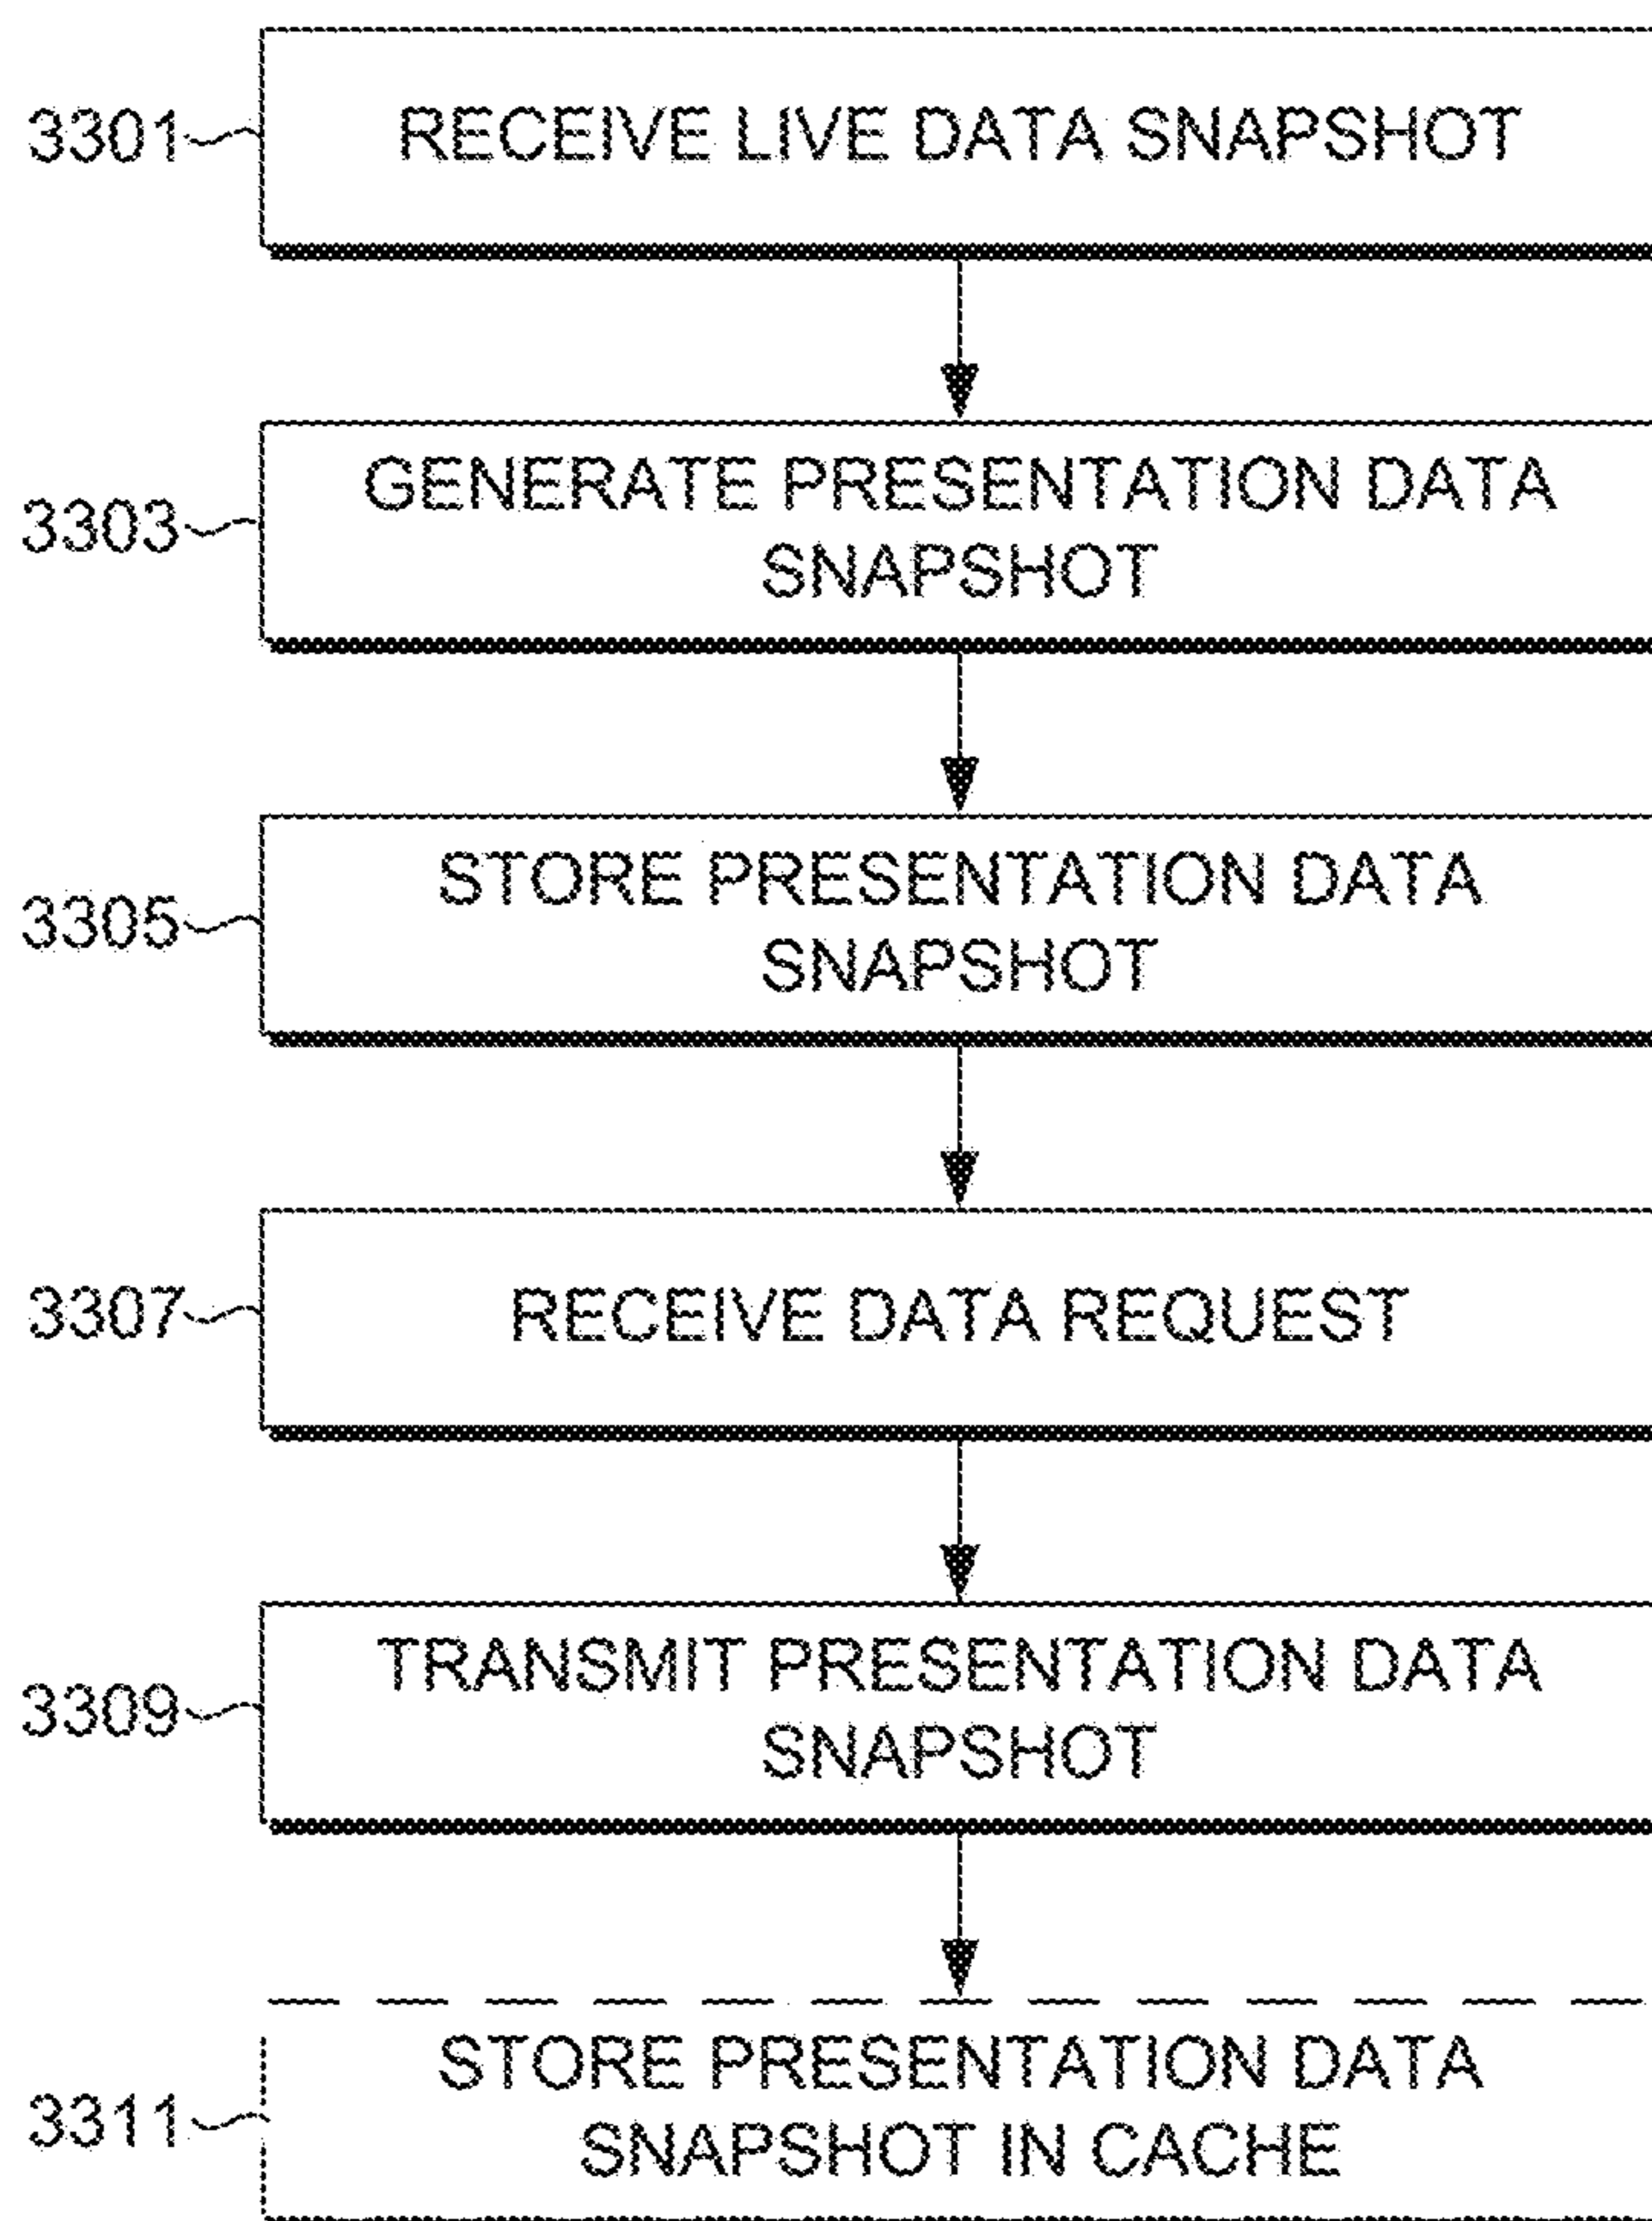 3301
RECEIVE LIVE DATA SNAPSHOT
3303
GENERATE PRESENTATION DATA
SNAPSHOT
3305
STORE PRESENTATION DATA
SNAPSHOT
3307
RECEIVE DATA REQUEST
3309
TRANSMIT PRESENTATION DATA
SNAPSHOT
3311
STORE PRESENTATION DATA
SNAPSHOT IN CACHE